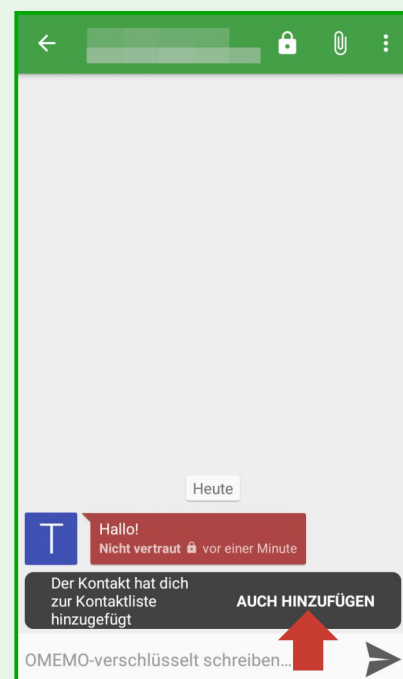 Heute
T
Hallo!
Nicht vertraut vor einer Minute
Der Kontakt hat dich
zur Kontaktliste
hinzugefügt
AUCH HINZUFÜGEN
OMEMO-verschlüsselt schreiben...